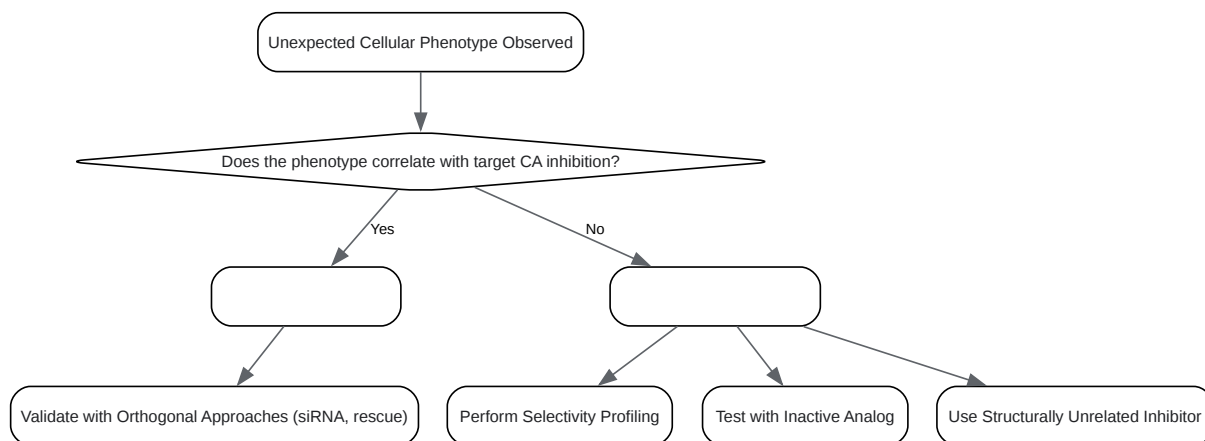 Unexpected Cellular Phenotype Observed
Does the phenotype correlate with target CA inhibition?
Yes
No
Validate with Orthogonal Approaches (siRNA, rescue)
Perform Selectivity Profiling
Test with Inactive Analog
Use Structurally Unrelated Inhibitor